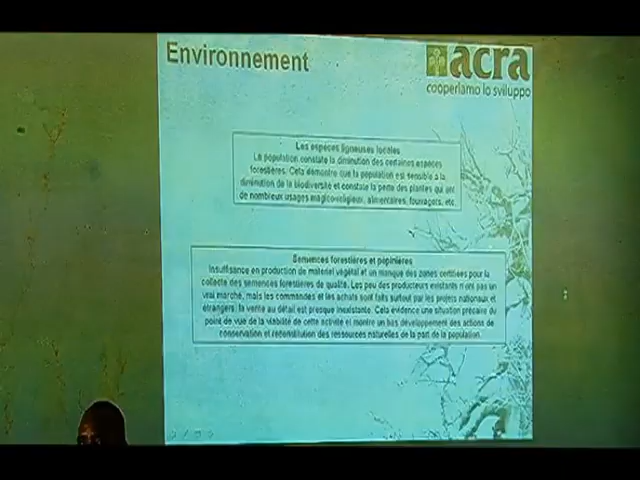 Environnement
acra
cooperiamo lo sviluppo
Les espèces ligneuses locales
La population constate la diminution des certaines espèces
forestières. Cela démontre que la population est sensible à la
diminution de la biodiversité et constate la perte des plantes qui ont
de nombreux usages magico-religieux, alimentaires, fourragers, etc.
Semences forestières et pépinières
Insuffisance en production de matériel végétal et un manque des zones certifiées pour la
collecte des semences forestières de qualité. Les peu des producteurs existants n'ont pas un
vrai marché, mais les commandes et les achats sont faits surtout par les projets nationaux et
étrangers; la vente au détail est presque inexistante. Cela évidence une situation précaire du
point de vue de la viabilité de cette activité et montre un bas développement des actions de
conservation et reconstitution des ressources naturelles de la part de la population.